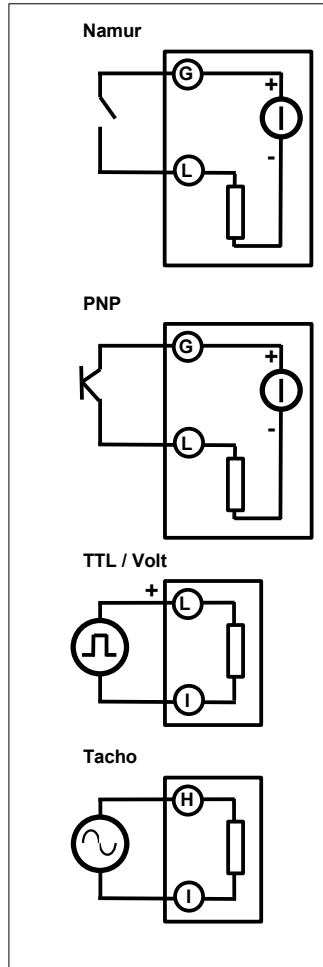 Namur
G
+
I
-
L
PNP
G
+
I
-
L
TTL / Volt
+
L
I
Tacho
H
I